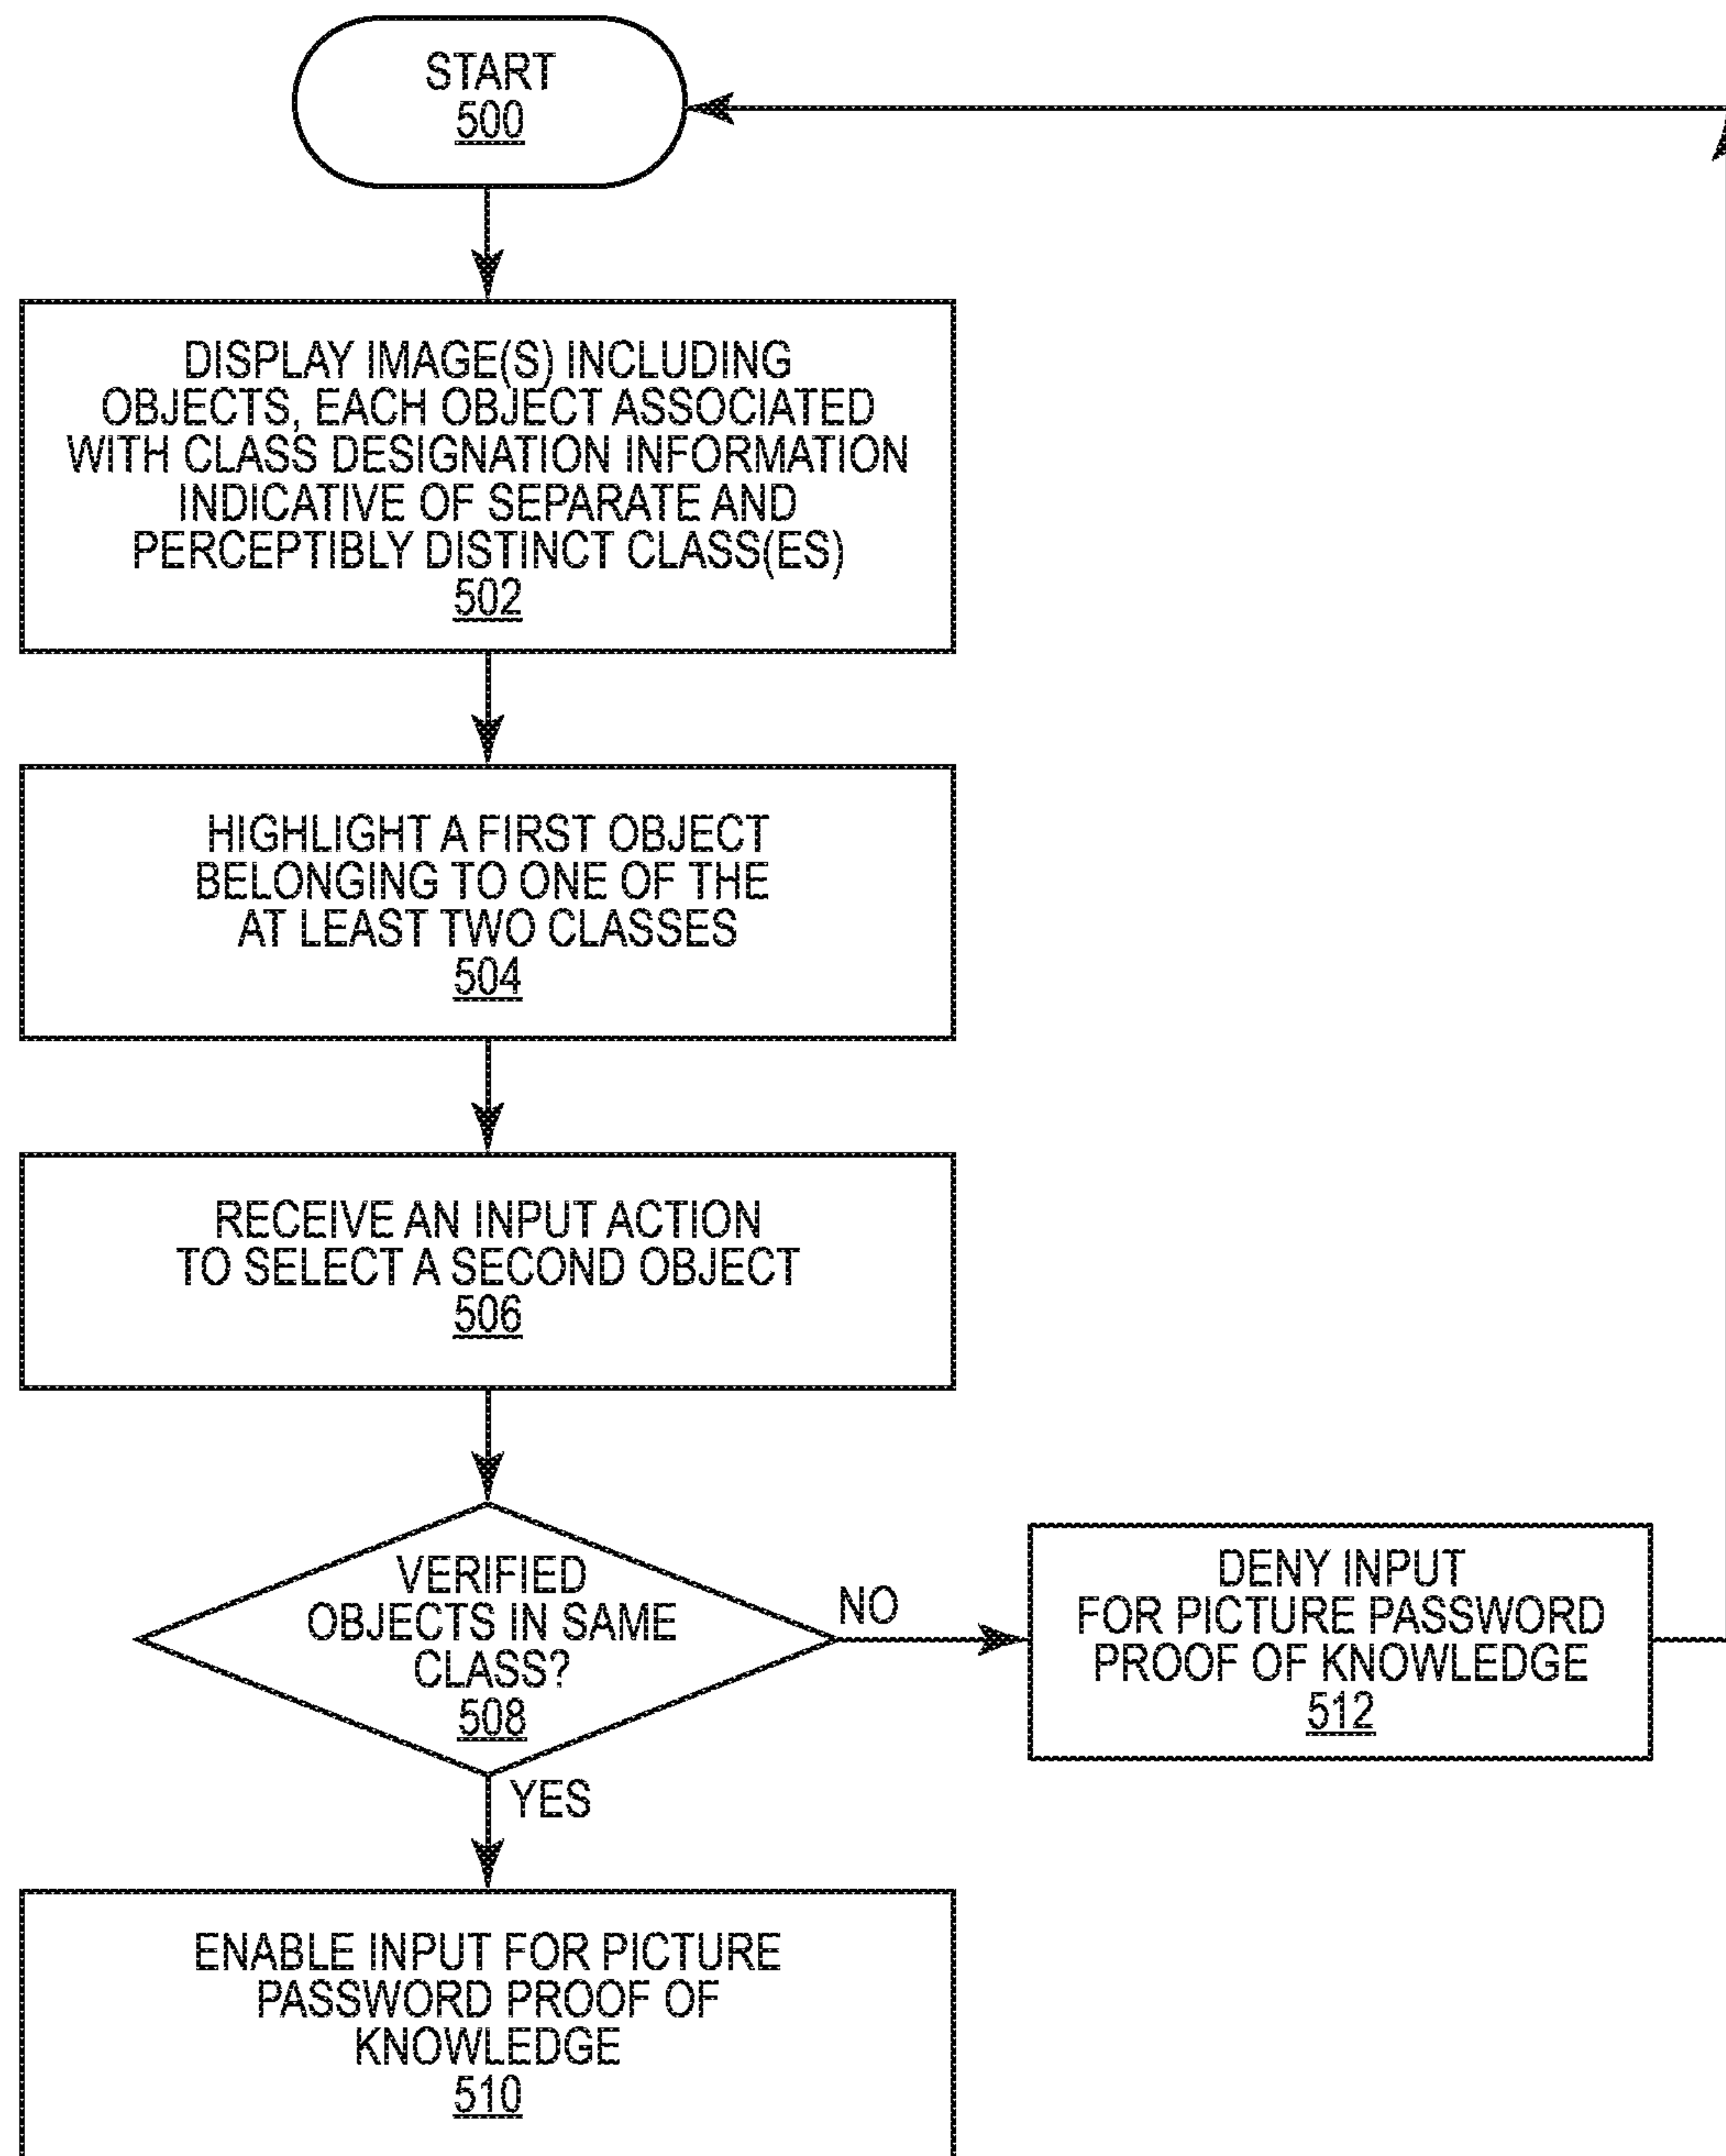 START
500
DISPLAY IMAGE(S) INCLUDING
OBJECTS, EACH OBJECT ASSOCIATED
WITH CLASS DESIGNATION INFORMATION
INDICATIVE OF SEPARATE AND
PERCEPTIBLY DISTINCT CLASS(ES)
502
HIGHLIGHT A FIRST OBJECT
BELONGING TO ONE OF THE
AT LEAST TWO CLASSES
504
RECEIVE AN INPUT ACTION
TO SELECT A SECOND OBJECT
506
VERIFIED
OBJECTS IN SAME
CLASS?
508
NO
DENY INPUT
FOR PICTURE PASSWORD
PROOF OF KNOWLEDGE
512
YES
ENABLE INPUT FOR PICTURE
PASSWORD PROOF OF
KNOWLEDGE
510